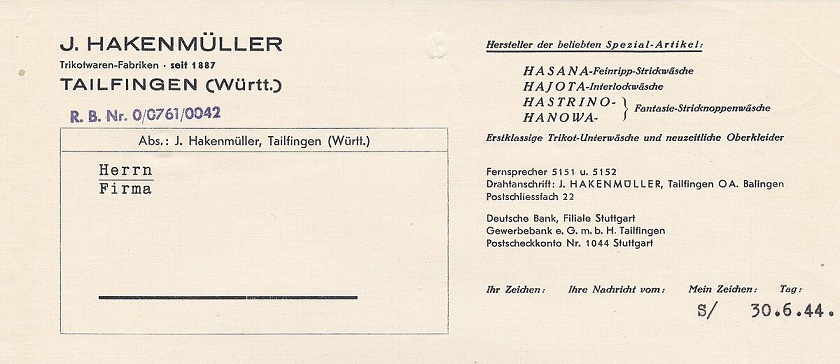 J. HAKENMÜLLER
Trikotwaren-Fabriken · seit 1887
TAILFINGEN (Württ.)
R. B. Nr. 0/0761/0042
Abs.: J. Hakenmüller, Tailfingen (Württ.)
Herrn
Firma
Hersteller der beliebten Spezial-Artikel:
HASANA-Feinripp-Strickwäsche
HAJOTA-Interlockwäsche
HASTRINO-
HANOWA-
} Fantasie-Stricknoppenwäsche
Erstklassige Trikot-Unterwäsche und neuzeitliche Oberkleider
Fernsprecher 5151 u. 5152
Drahtanschrift: J. HAKENMÜLLER, Tailfingen OA. Balingen
Postschliessfach 22
Deutsche Bank, Filiale Stuttgart
Gewerbebank e. G. m. b. H. Tailfingen
Postscheckkonto Nr. 1044 Stuttgart
Ihr Zeichen: Ihre Nachricht vom: Mein Zeichen: Tag:
S/ 30.6.44.